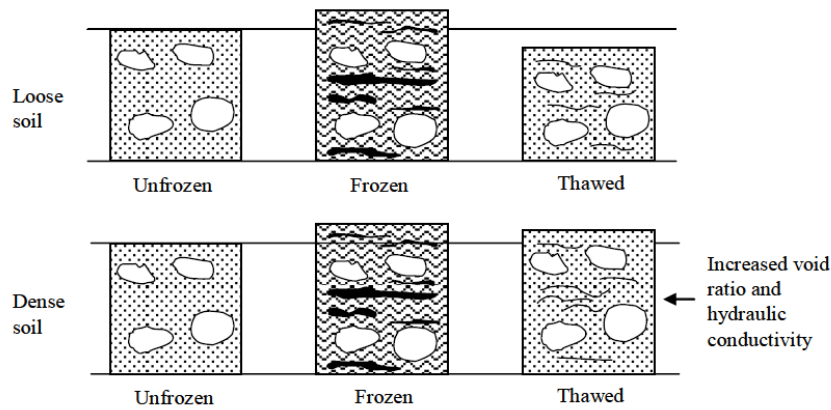 Loose
soil
Unfrozen
Frozen
Thawed
Dense
soil
Increased void
ratio and
hydraulic
conductivity
Unfrozen
Frozen
Thawed